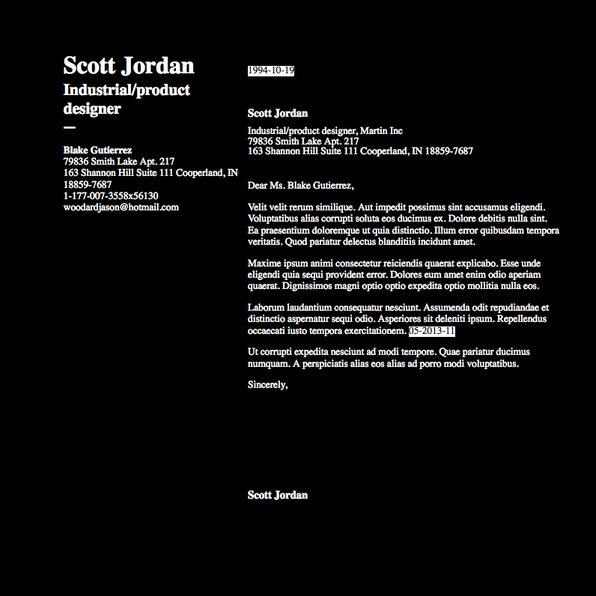 Scott Jordan
Industrial/product
designer
—
Blake Gutierrez
79836 Smith Lake Apt. 217
163 Shannon Hill Suite 111 Cooperland, IN
18859-7687
1-177-007-3558x56130
woodardjason@hotmail.com
1994-10-19
Scott Jordan
Industrial/product designer, Martin Inc
79836 Smith Lake Apt. 217
163 Shannon Hill Suite 111 Cooperland, IN 18859-7687
Dear Ms. Blake Gutierrez,
Velit velit rerum similique. Aut impedit possimus sint accusamus eligendi.
Voluptatibus alias corrupti soluta eos ducimus ex. Dolore debitis nulla sint.
Ea praesentium doloremque ut quia distinctio. Illum error quibusdam tempora
veritatis. Quod pariatur delectus blanditiis incidunt amet.
Maxime ipsum animi consectetur reiciendis quaerat explicabo. Esse unde
eligendi quia sequi provident error. Dolores eum amet enim odio aperiam
quaerat. Dignissimos magni optio optio expedita optio mollitia nulla eos.
Laborum laudantium consequatur nesciunt. Assumenda odit repudiandae et
distinctio aspernatur sequi odio. Asperiores sit deleniti ipsum. Repellendus
occaecati iusto tempora exercitationem. 05-2013-11
Ut corrupti expedita nesciunt ad modi tempore. Quae pariatur ducimus
numquam. A perspiciatis alias eos alias ad porro modi voluptatibus.
Sincerely,
Scott Jordan